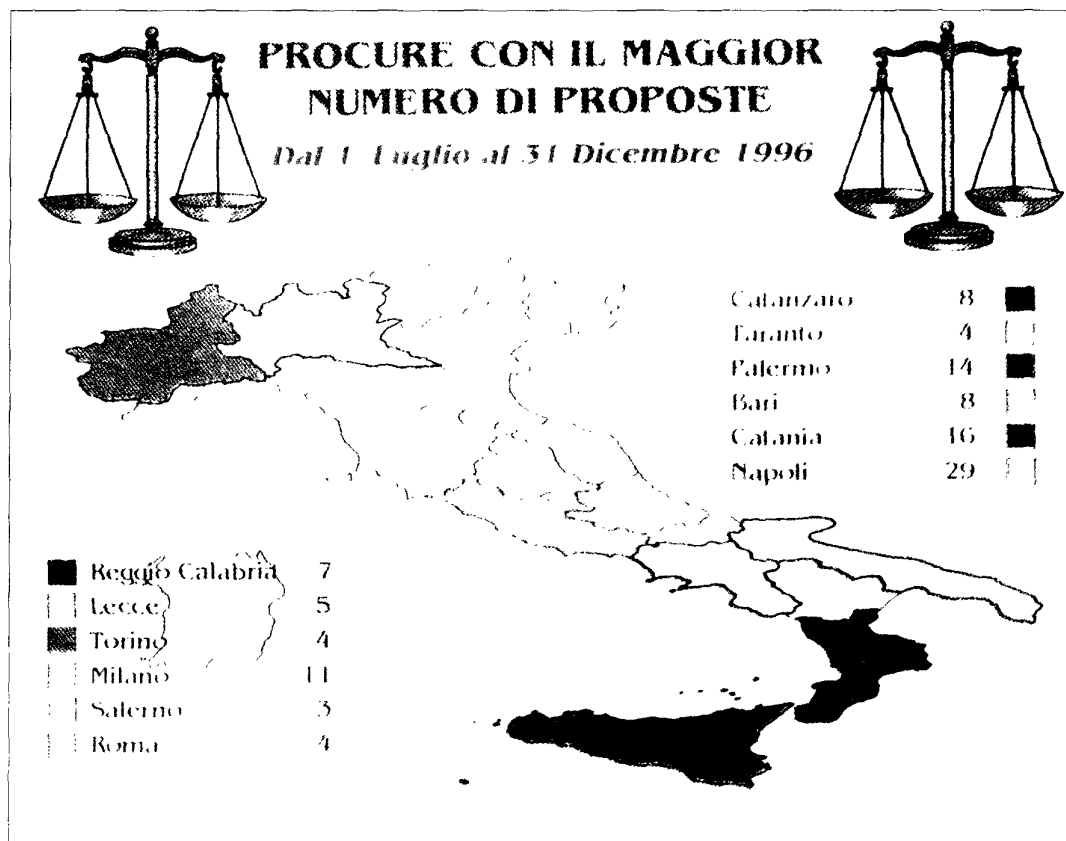 PROCURE CON IL MAGGIOR
NUMERO DI PROPOSTE
Dal 1 Luglio al 31 Dicembre 1996
Catanzaro 8
Taranto 4
Palermo 14
Bari 8
Catania 16
Napoli 29
Reggio Calabria 7
Lecce 5
Torino 4
Milano 11
Salerno 3
Roma 4